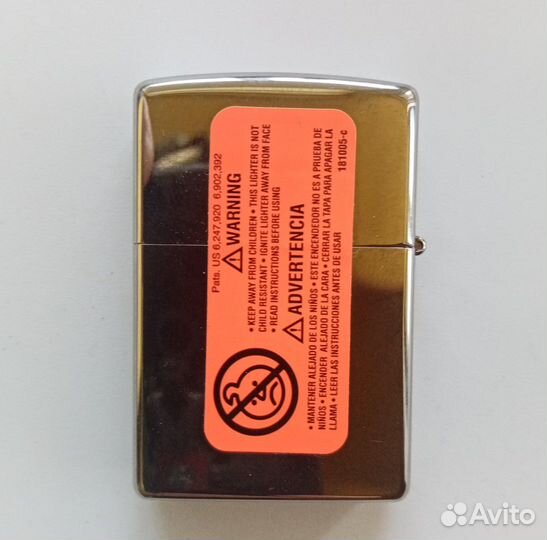 Pats. US 6,247,920 6,902,392
⚠WARNING
• KEEP AWAY FROM CHILDREN • THIS LIGHTER IS NOT
CHILD RESISTANT • IGNITE LIGHTER AWAY FROM FACE
• READ INSTRUCTIONS BEFORE USING
⚠ADVERTENCIA
• MANTENER ALEJADO DE LOS NIÑOS • ESTE ENCENDEDOR NO ES A PRUEBA DE
NIÑOS • ENCENDER ALEJADO DE LA CARA • CERRAR LA TAPA PARA APAGAR LA
LLAMA • LEER LAS INSTRUCCIONES ANTES DE USAR
181005-c
Avito